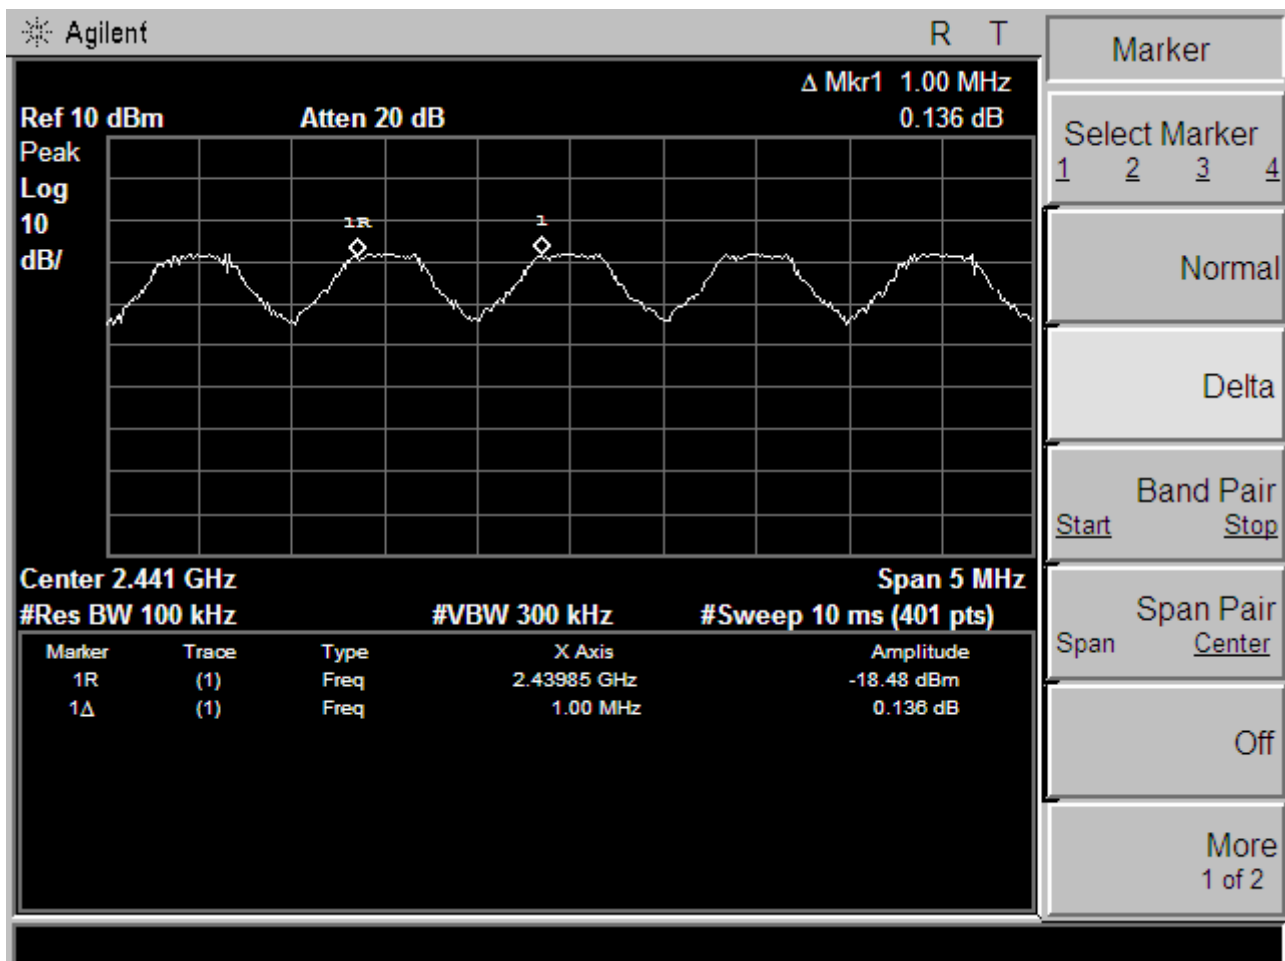 Agilent R T
Δ Mkr1 1.00 MHz
Ref 10 dBm Atten 20 dB 0.136 dB
Peak
Log
10
dB/
1R 1
Center 2.441 GHz Span 5 MHz
#Res BW 100 kHz #VBW 300 kHz #Sweep 10 ms (401 pts)
Marker Trace Type X Axis Amplitude
1R (1) Freq 2.43985 GHz -18.48 dBm
1Δ (1) Freq 1.00 MHz 0.136 dB
Marker
Select Marker
1 2 3 4
Normal
Delta
Band Pair
Start Stop
Span Pair
Span Center
Off
More
1 of 2